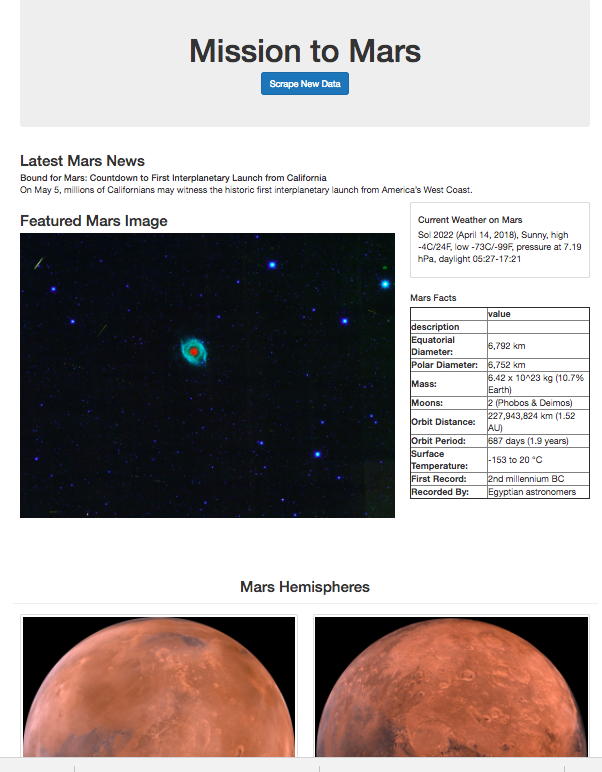 Mission to Mars
Scrape New Data
Latest Mars News
Bound for Mars: Countdown to First Interplanetary Launch from California
On May 5, millions of Californians may witness the historic first interplanetary launch from America's West Coast.
Featured Mars Image
Current Weather on Mars
Sol 2022 (April 14, 2018), Sunny, high
-4C/24F, low -73C/-99F, pressure at 7.19
hPa, daylight 05:27-17:21
Mars Facts
value
description
Equatorial
Diameter:
6,792 km
Polar Diameter: 6,752 km
Mass:
6.42 x 10^23 kg (10.7%
Earth)
Moons: 2 (Phobos & Deimos)
Orbit Distance:
227,943,824 km (1.52
AU)
Orbit Period: 687 days (1.9 years)
Surface
Temperature:
-153 to 20 °C
First Record: 2nd millennium BC
Recorded By: Egyptian astronomers
Mars Hemispheres